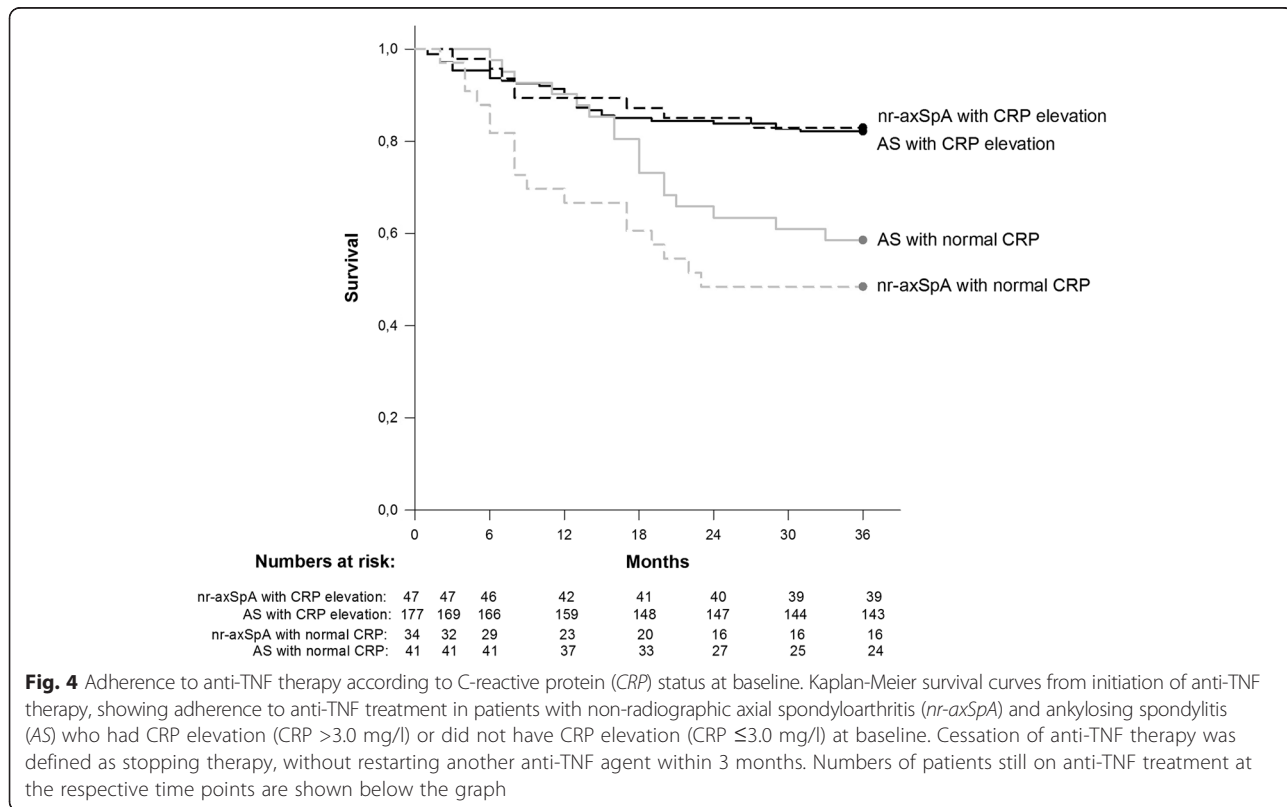 1,0
0,8
0,6
0,4
0,2
0,0
Survival
nr-axSpA with CRP elevation
AS with CRP elevation
AS with normal CRP
nr-axSpA with normal CRP
0 6 12 18 24 30 36
Numbers at risk: Months
nr-axSpA with CRP elevation: 47 47 46 42 41 40 39 39
AS with CRP elevation: 177 169 166 159 148 147 144 143
nr-axSpA with normal CRP: 34 32 29 23 20 16 16 16
AS with normal CRP: 41 41 41 37 33 27 25 24
Fig. 4 Adherence to anti-TNF therapy according to C-reactive protein (CRP) status at baseline. Kaplan-Meier survival curves from initiation of anti-TNF
therapy, showing adherence to anti-TNF treatment in patients with non-radiographic axial spondyloarthritis (nr-axSpA) and ankylosing spondylitis
(AS) who had CRP elevation (CRP >3.0 mg/l) or did not have CRP elevation (CRP ≤3.0 mg/l) at baseline. Cessation of anti-TNF therapy was
defined as stopping therapy, without restarting another anti-TNF agent within 3 months. Numbers of patients still on anti-TNF treatment at
the respective time points are shown below the graph